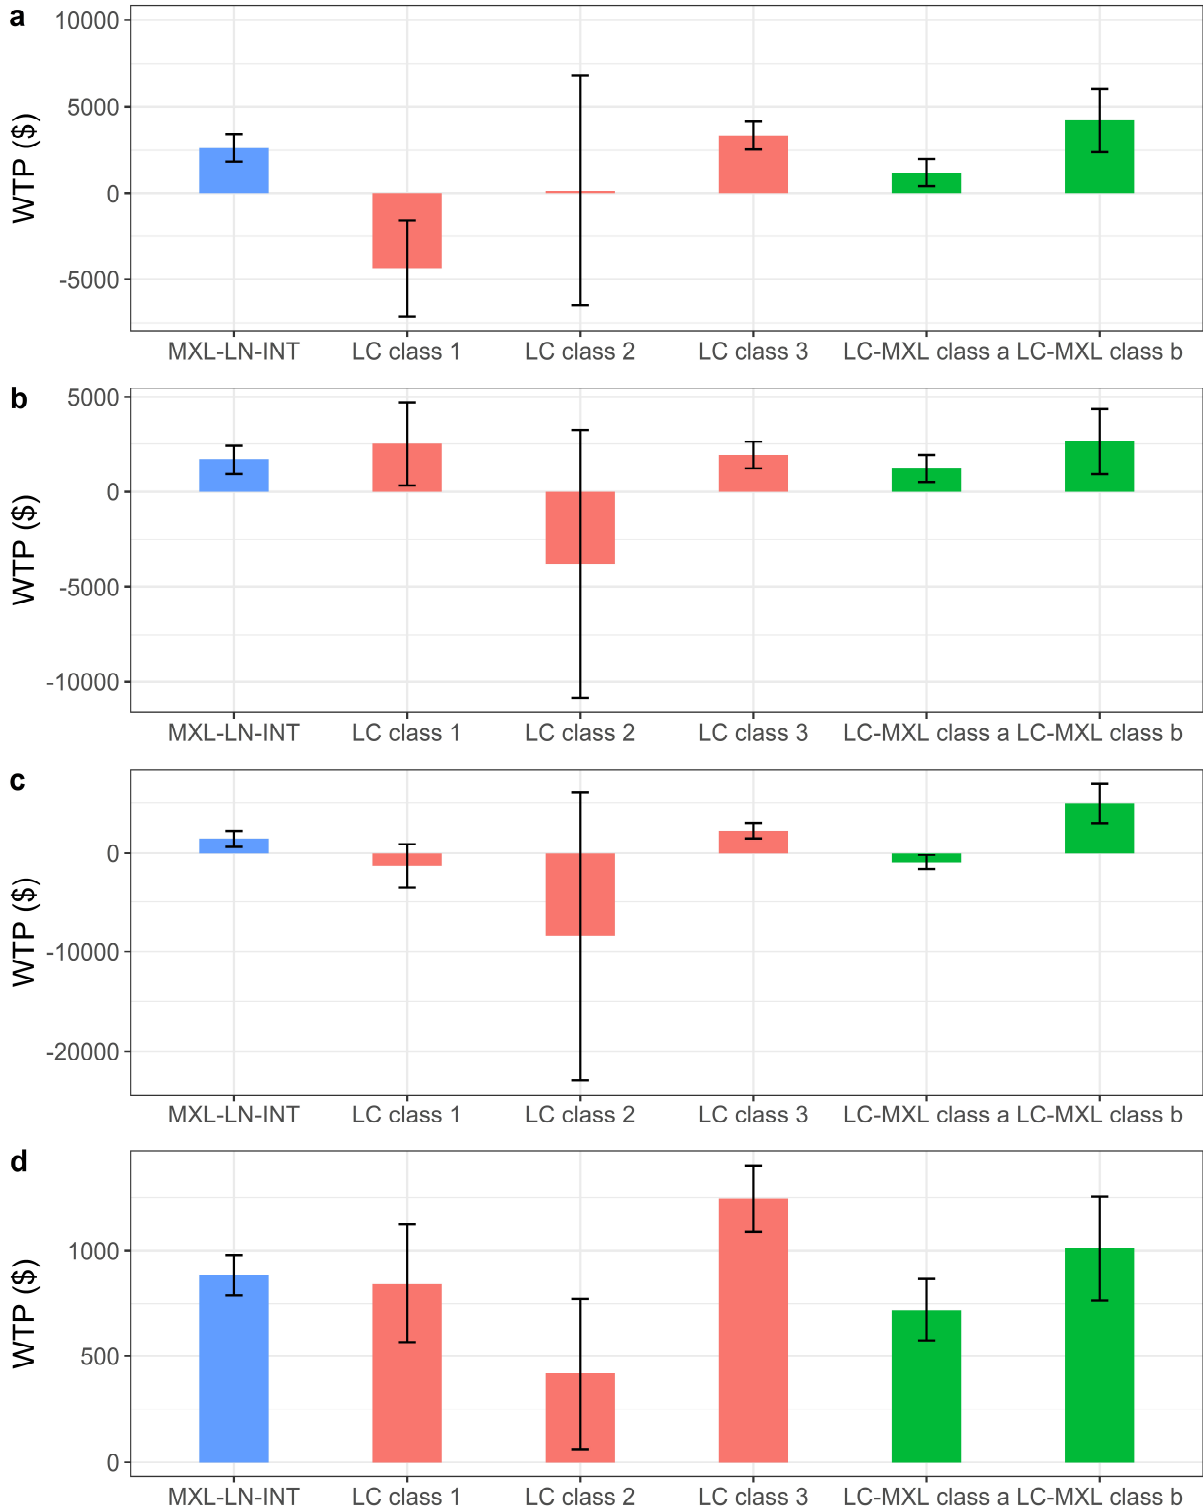 a
10000
5000
0
-5000
WTP ($)
MXL-LN-INT LC class 1 LC class 2 LC class 3 LC-MXL class a LC-MXL class b
b
5000
0
-5000
-10000
WTP ($)
MXL-LN-INT LC class 1 LC class 2 LC class 3 LC-MXL class a LC-MXL class b
c
0
-10000
-20000
WTP ($)
MXL-LN-INT LC class 1 LC class 2 LC class 3 LC-MXL class a LC-MXL class b
d
1000
500
0
WTP ($)
MXL-LN-INT LC class 1 LC class 2 LC class 3 LC-MXL class a LC-MXL class b